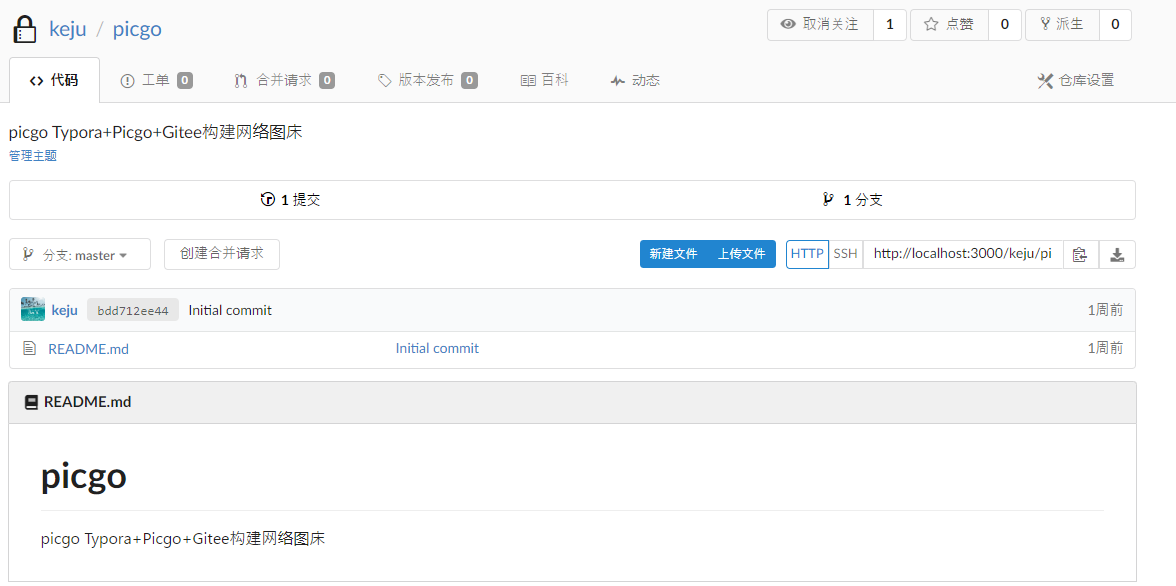 keju / picgo 取消关注 1 点赞 0 派生 0
代码 工单 0 合并请求 0 版本发布 0 百科 动态 仓库设置
picgo Typora+Picgo+Gitee构建网络图床
管理主题
1 提交 1 分支
分支: master 创建合并请求 新建文件 上传文件 HTTP SSH http://localhost:3000/keju/pi
keju bdd712ee44 Initial commit 1周前
README.md Initial commit 1周前
README.md
picgo
picgo Typora+Picgo+Gitee构建网络图床